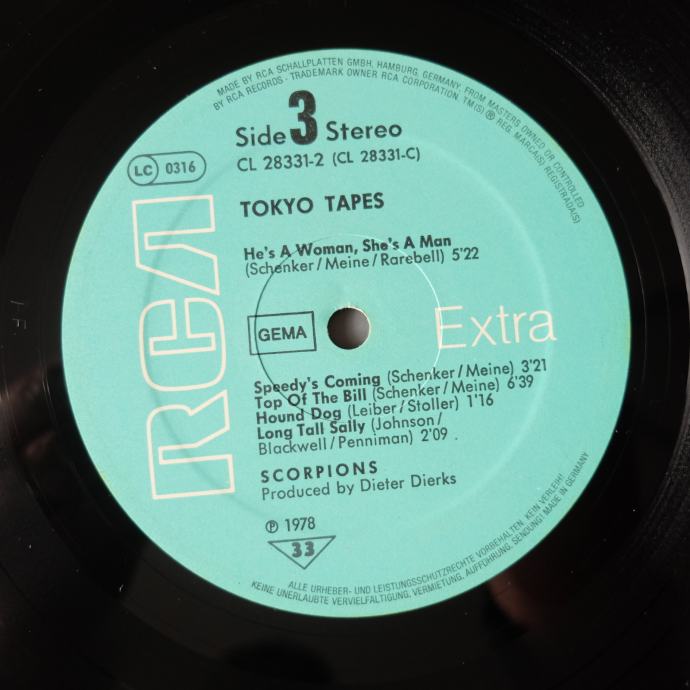 MADE BY RCA SCHALLPLATTEN GMBH, HAMBURG, GERMANY, FROM MASTERS OWNED OR CONTROLLED
BY RCA RECORDS · TRADEMARK OWNER RCA CORPORATION. TM(S) ® REG. MARCA(S) REGISTRADA(S)
Side 3 Stereo
LC 0316
CL 28331-2 (CL 28331-C)
TOKYO TAPES
RCA
He's A Woman, She's A Man
(Schenker/Meine/Rarebell) 5'22
GEMA
Extra
Speedy's Coming (Schenker/Meine) 3'21
Top Of The Bill (Schenker/Meine) 6'39
Hound Dog (Leiber/Stoller) 1'16
Long Tall Sally (Johnson/
Blackwell/Penniman) 2'09
SCORPIONS
Produced by Dieter Dierks
℗ 1978
33
ALLE URHEBER- UND LEISTUNGSSCHUTZRECHTE VORBEHALTEN. KEIN VERLEIH!
KEINE UNERLAUBTE VERVIELFÄLTIGUNG, VERMIETUNG, AUFFÜHRUNG, SENDUNG! MADE IN GERMANY